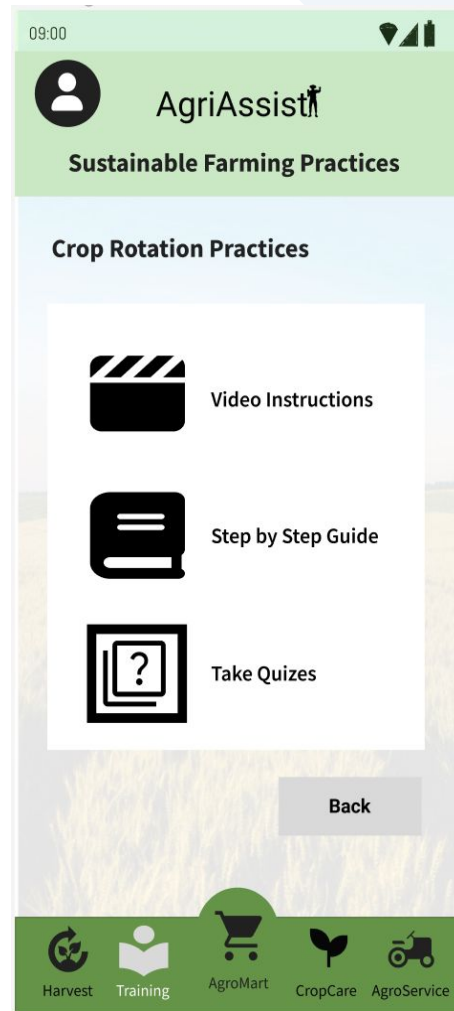 09:00
AgriAssist
Sustainable Farming Practices
Crop Rotation Practices
Video Instructions
Step by Step Guide
?
Take Quizes
Back
Harvest Training AgroMart CropCare AgroService